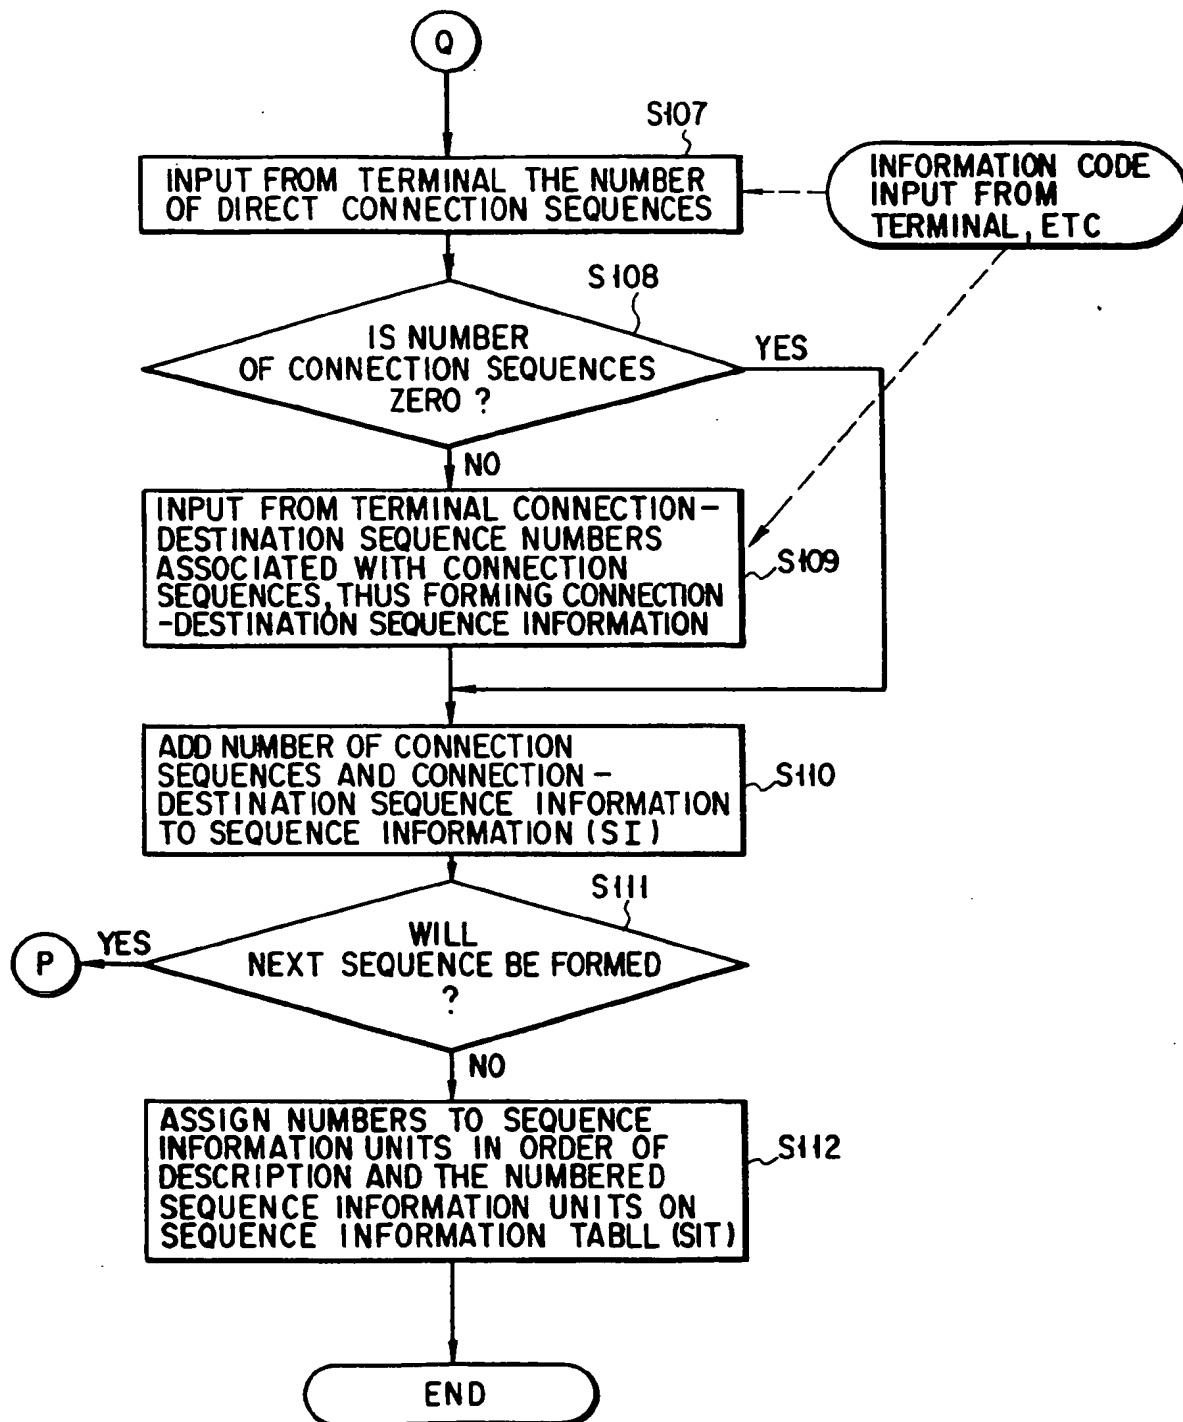 Q
S107
INPUT FROM TERMINAL THE NUMBER
OF DIRECT CONNECTION SEQUENCES
INFORMATION CODE
INPUT FROM
TERMINAL, ETC
S108
IS NUMBER
OF CONNECTION SEQUENCES
ZERO ?
YES
NO
INPUT FROM TERMINAL CONNECTION-
DESTINATION SEQUENCE NUMBERS
ASSOCIATED WITH CONNECTION
SEQUENCES, THUS FORMING CONNECTION
-DESTINATION SEQUENCE INFORMATION
S109
ADD NUMBER OF CONNECTION
SEQUENCES AND CONNECTION-
DESTINATION SEQUENCE INFORMATION
TO SEQUENCE INFORMATION (SI)
S110
S111
WILL
NEXT SEQUENCE BE FORMED
?
YES
P
NO
ASSIGN NUMBERS TO SEQUENCE
INFORMATION UNITS IN ORDER OF
DESCRIPTION AND THE NUMBERED
SEQUENCE INFORMATION UNITS ON
SEQUENCE INFORMATION TABLL (SIT)
S112
END